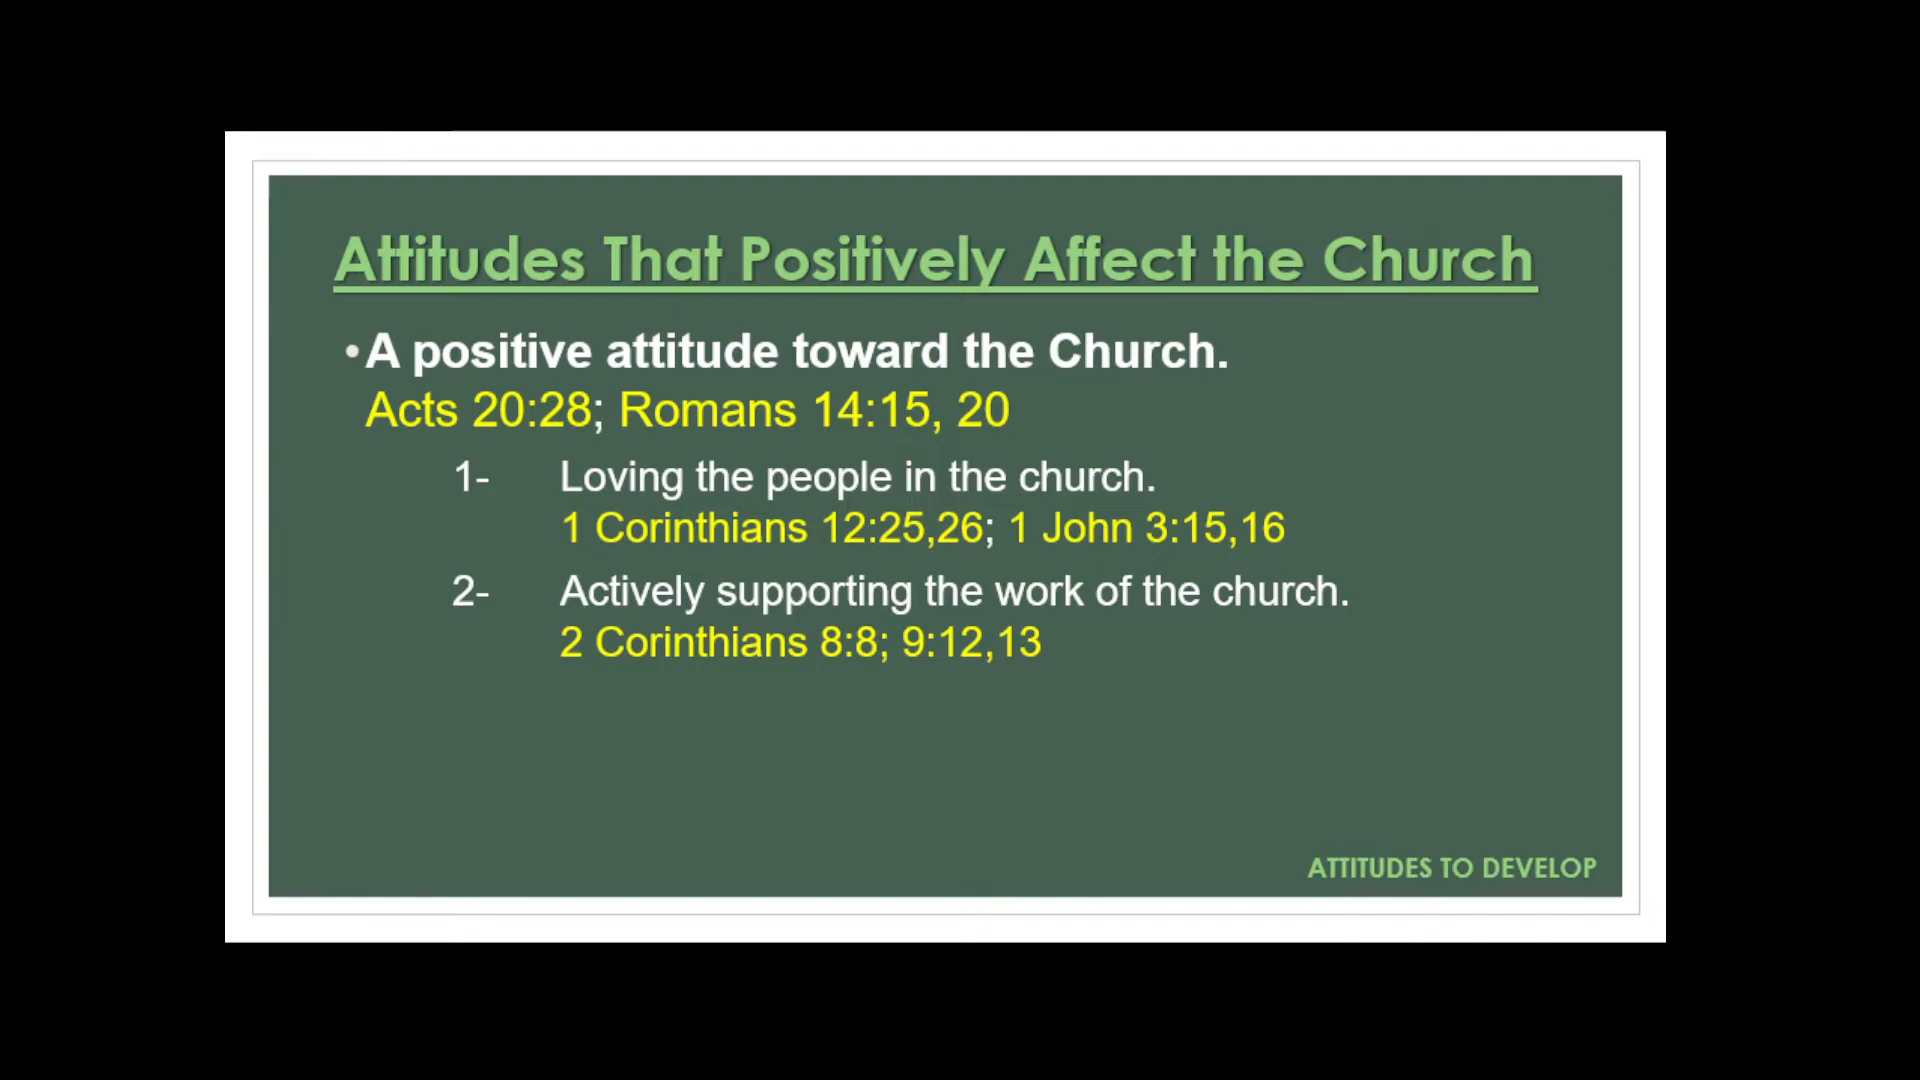 Attitudes That Positively Affect the Church
•A positive attitude toward the Church.
Acts 20:28; Romans 14:15, 20
1- Loving the people in the church.
1 Corinthians 12:25,26; 1 John 3:15,16
2- Actively supporting the work of the church.
2 Corinthians 8:8; 9:12,13
ATTITUDES TO DEVELOP